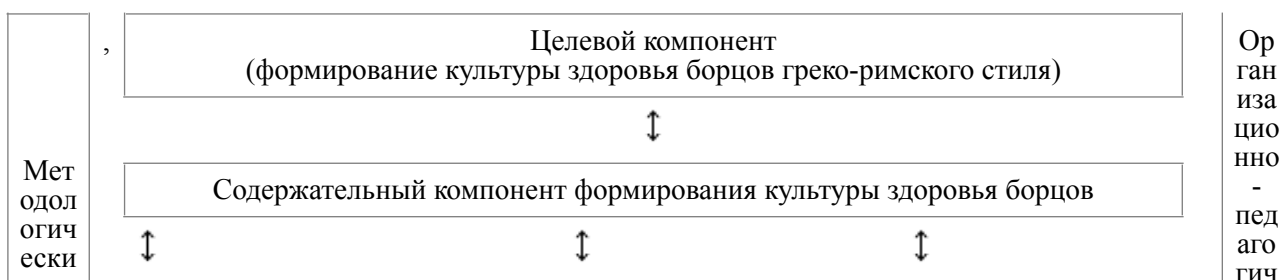 Мет
одол
огич
ески
,
Целевой компонент
(формирование культуры здоровья борцов греко-римского стиля)
↕
Содержательный компонент формирования культуры здоровья борцов
↕ ↕ ↕
Ор
ган
иза
цио
нно
-
пед
аго
гич